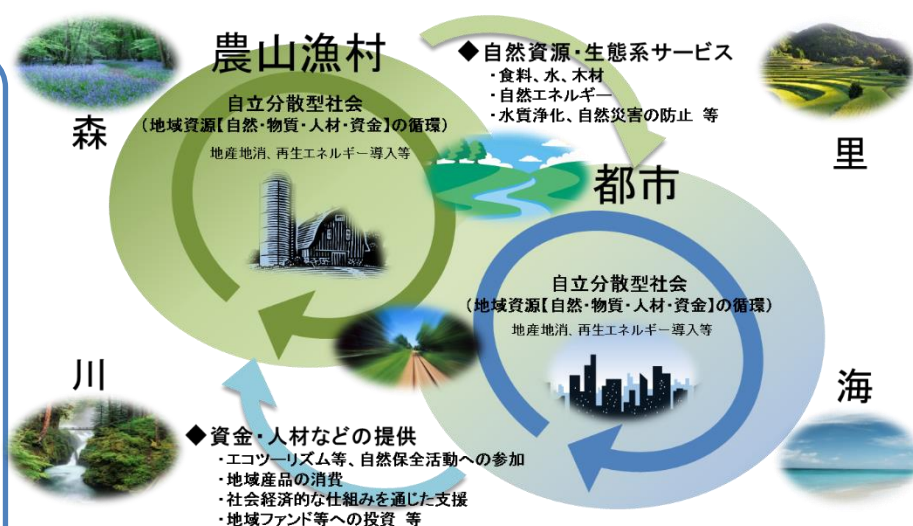 農山漁村
自立分散型社会
(地域資源【自然・物質・人材・資金】の循環)
地産地消、再生エネルギー導入等
森
◆自然資源・生態系サービス
・食料、水、木材
・自然エネルギー
・水質浄化、自然災害の防止 等
里
都市
自立分散型社会
(地域資源【自然・物質・人材・資金】の循環)
地産地消、再生エネルギー導入等
川
海
◆資金・人材などの提供
・エコツーリズム等、自然保全活動への参加
・地域産品の消費
・社会経済的な仕組みを通じた支援
・地域ファンド等への投資 等